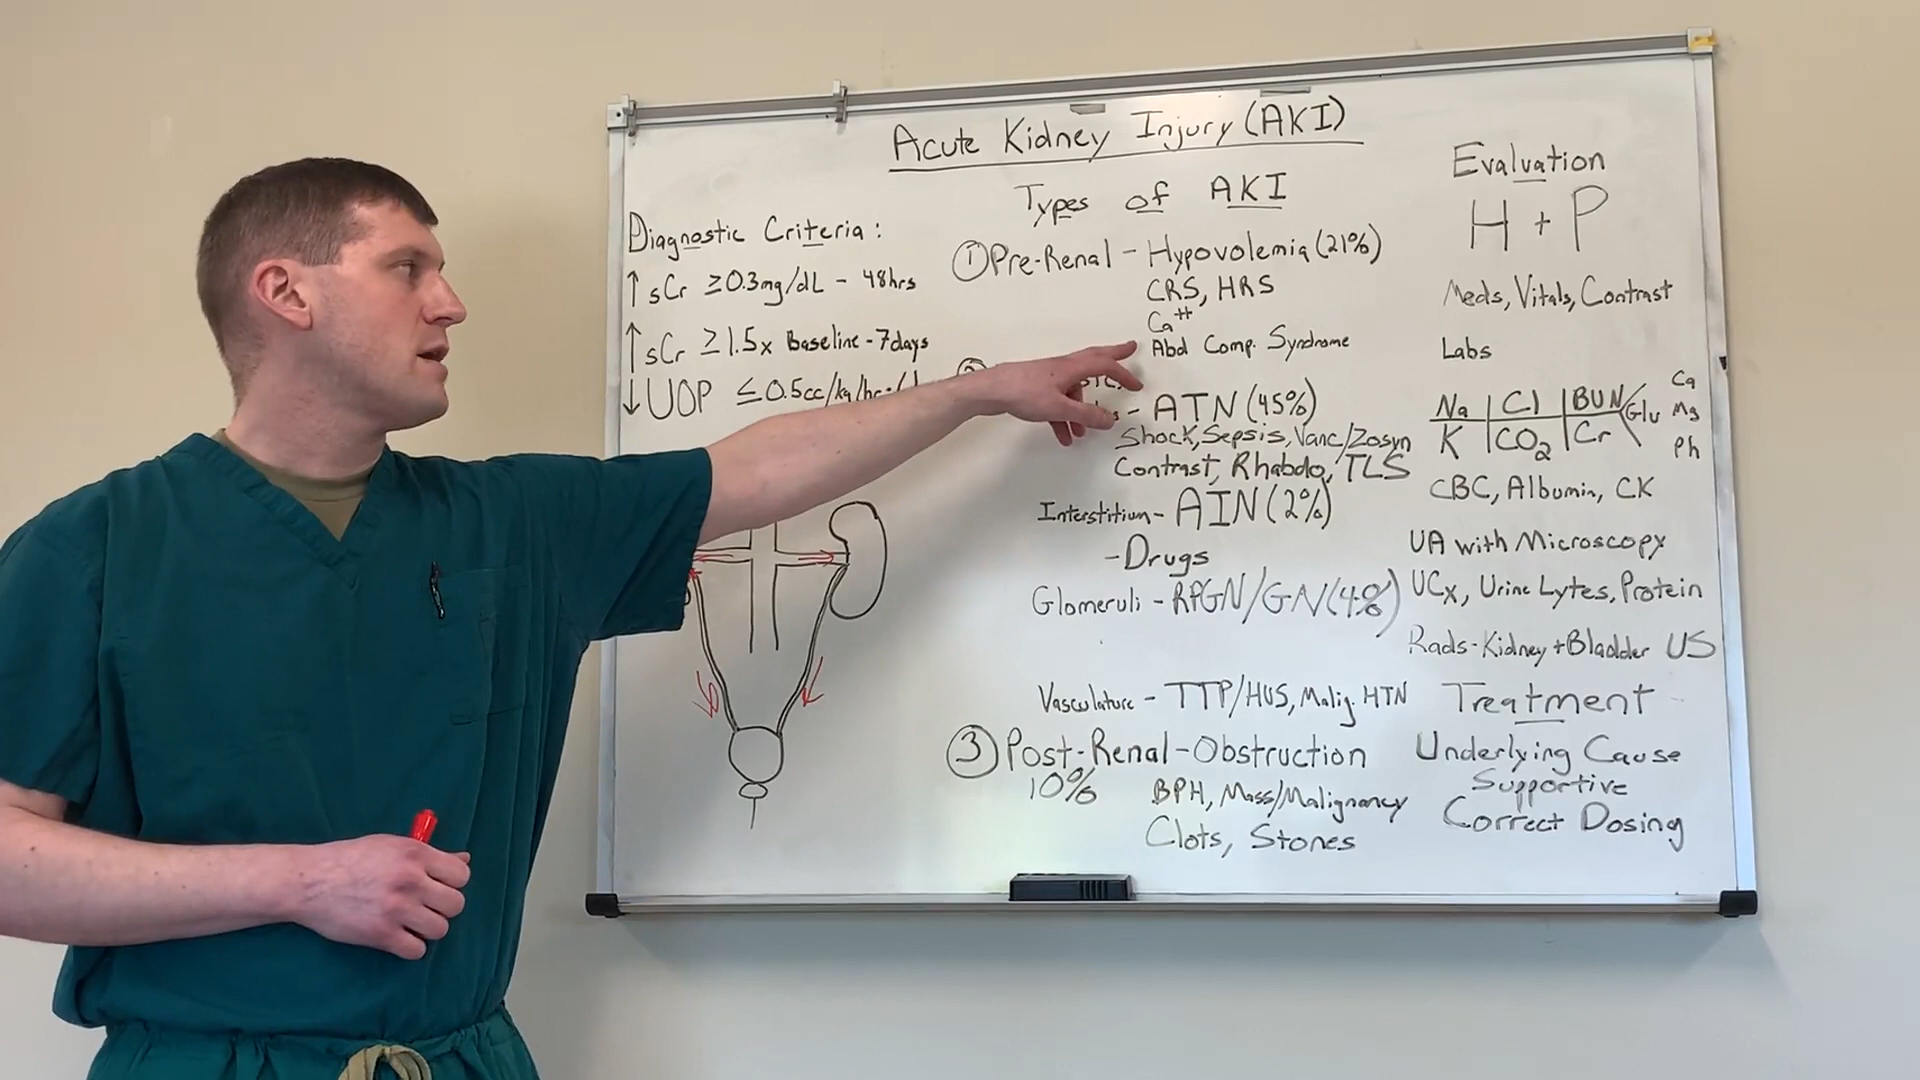 Acute Kidney Injury (AKI)
Diagnostic Criteria:
↑ sCr ≥0.3mg/dL - 48hrs
↑ sCr ≥1.5x Baseline - 7days
↓ UOP ≤0.5cc/kg/hr
Types of AKI
① Pre-Renal - Hypovolemia (21%)
CRS, HRS
Ca++
Abd Comp. Syndrome
- ATN (45%)
Shock, Sepsis, Vanc/Zosyn
Contrast, Rhabdo, TLS
Interstitium - AIN (2%)
- Drugs
Glomeruli - RPGN/GN (4%)
Vasculature - TTP/HUS, Malig. HTN
③ Post-Renal - Obstruction
10% BPH, Mass/Malignancy
Clots, Stones
Evaluation
H + P
Meds, Vitals, Contrast
Labs
Na Cl BUN Glu Ca
K CO2 Cr Mg
Ph
CBC, Albumin, CK
UA with Microscopy
UCx, Urine Lytes, Protein
Rads - Kidney + Bladder US
Treatment
Underlying Cause
Supportive
Correct Dosing